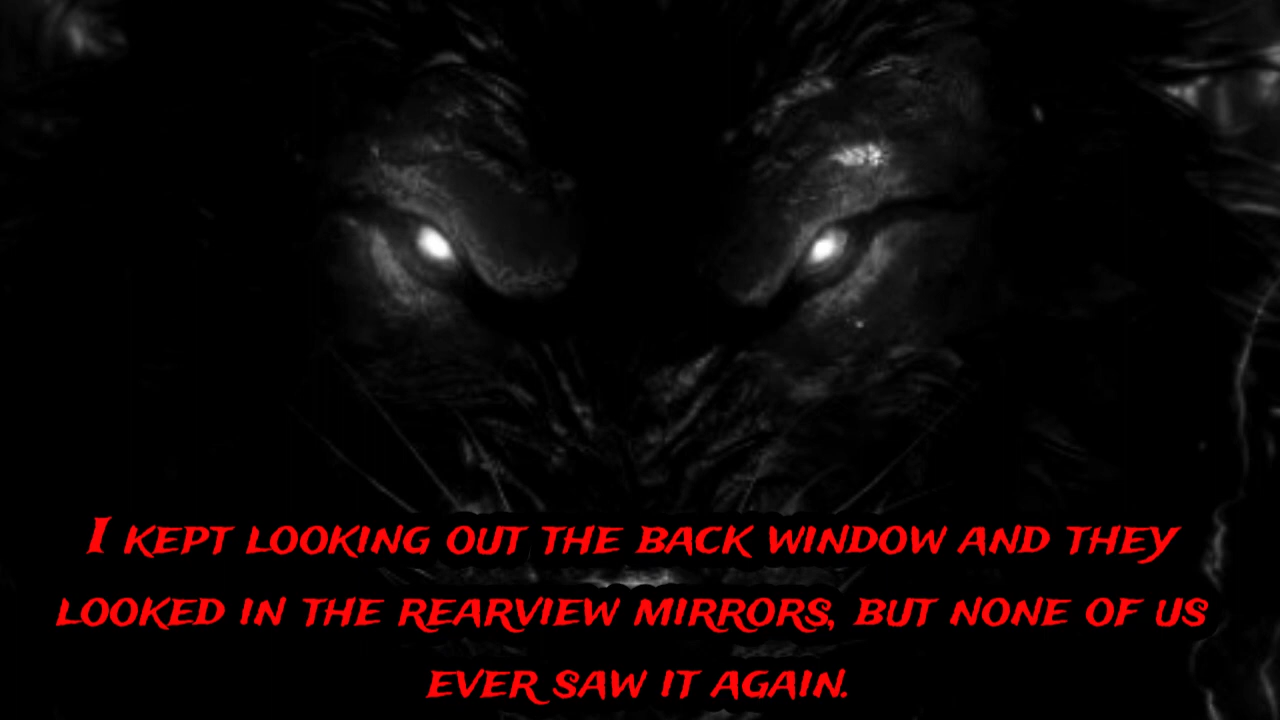 I KEPT LOOKING OUT THE BACK WINDOW AND THEY
LOOKED IN THE REARVIEW MIRRORS, BUT NONE OF US
EVER SAW IT AGAIN.